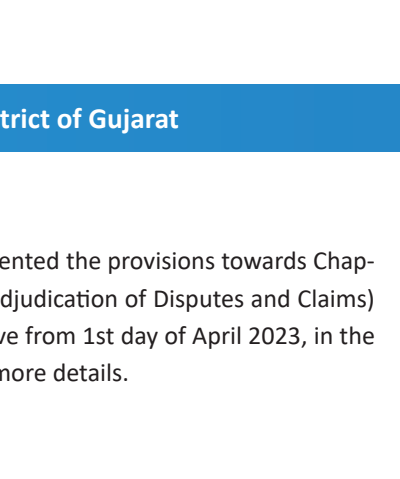 trict of Gujarat
ented the provisions towards Chap-
djudication of Disputes and Claims)
ve from 1st day of April 2023, in the
more details.